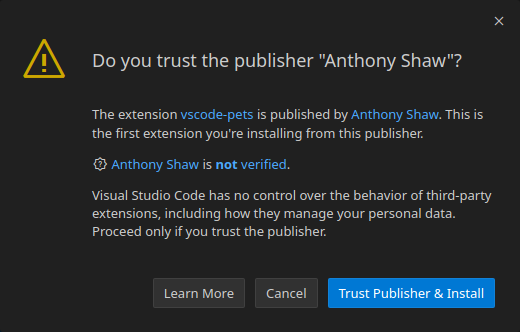 Do you trust the publisher "Anthony Shaw"?
The extension vscode-pets is published by Anthony Shaw. This is
the first extension you're installing from this publisher.
Anthony Shaw is not verified.
Visual Studio Code has no control over the behavior of third-party
extensions, including how they manage your personal data.
Proceed only if you trust the publisher.
Learn More
Cancel
Trust Publisher & Install